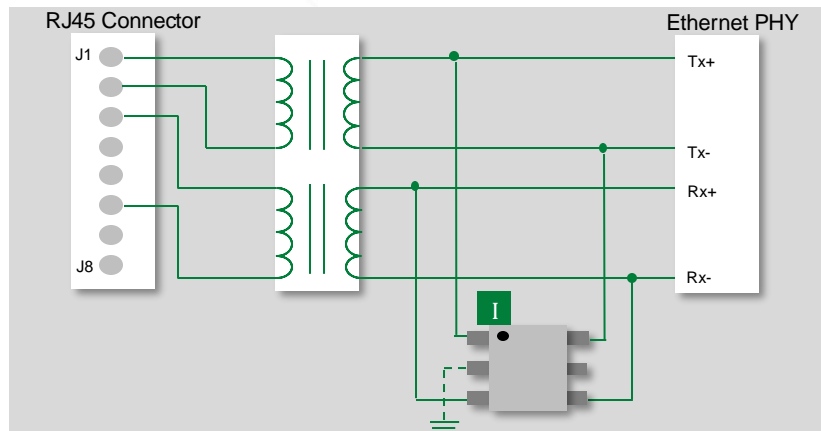 RJ45 Connector
Ethernet PHY
J1
Tx+
Tx-
Rx+
J8
Rx-
I